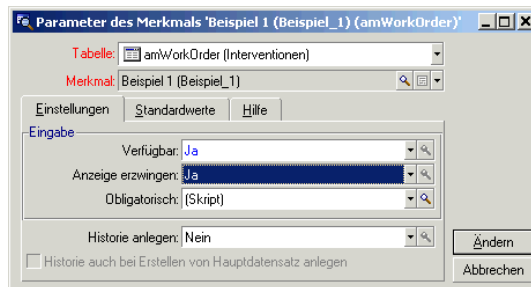 Parameter des Merkmals 'Beispiel 1 (Beispiel_1) (amWorkOrder)'
Tabelle: amWorkOrder (Interventionen)
Merkmal: Beispiel 1 (Beispiel_1)
Einstellungen Standardwerte Hilfe
Eingabe
Verfügbar: Ja
Anzeige erzwingen: Ja
Obligatorisch: (Skript)
Historie anlegen: Nein
Ändern
Historie auch bei Erstellen von Hauptdatensatz anlegen
Abbrechen